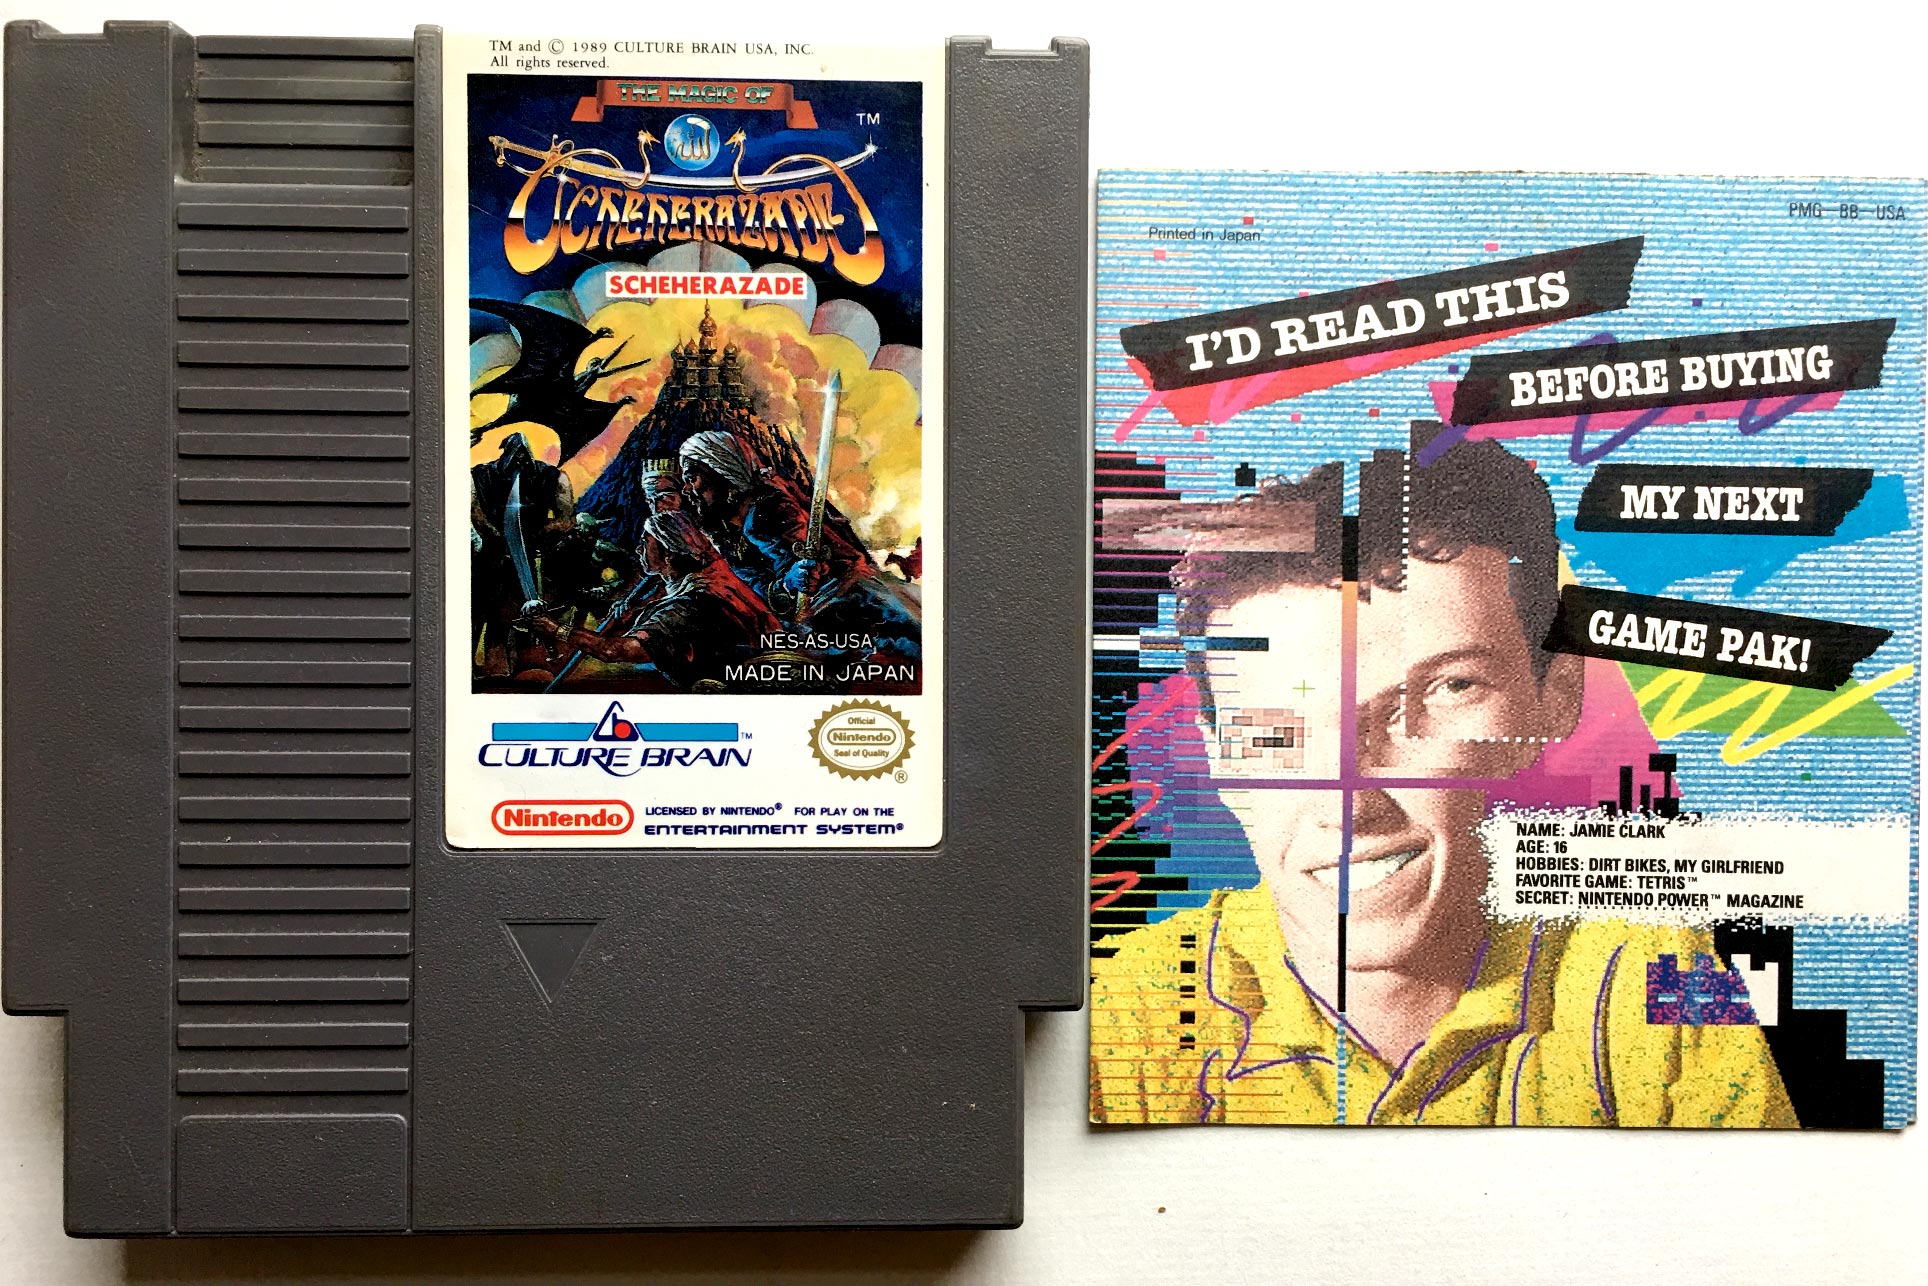 TM and © 1989 CULTURE BRAIN USA, INC.
All rights reserved.
THE MAGIC OF
TM
SCHEHERAZADE
SCHEHERAZADE
NES-AS-USA
MADE IN JAPAN
CULTURE BRAIN™
Official
Nintendo
Seal of Quality
®
Nintendo
LICENSED BY NINTENDO® FOR PLAY ON THE
ENTERTAINMENT SYSTEM®
PMG-BB-USA
Printed in Japan
I'D READ THIS
BEFORE BUYING
MY NEXT
GAME PAK!
NAME: JAMIE CLARK
AGE: 16
HOBBIES: DIRT BIKES, MY GIRLFRIEND
FAVORITE GAME: TETRIS™
SECRET: NINTENDO POWER™ MAGAZINE